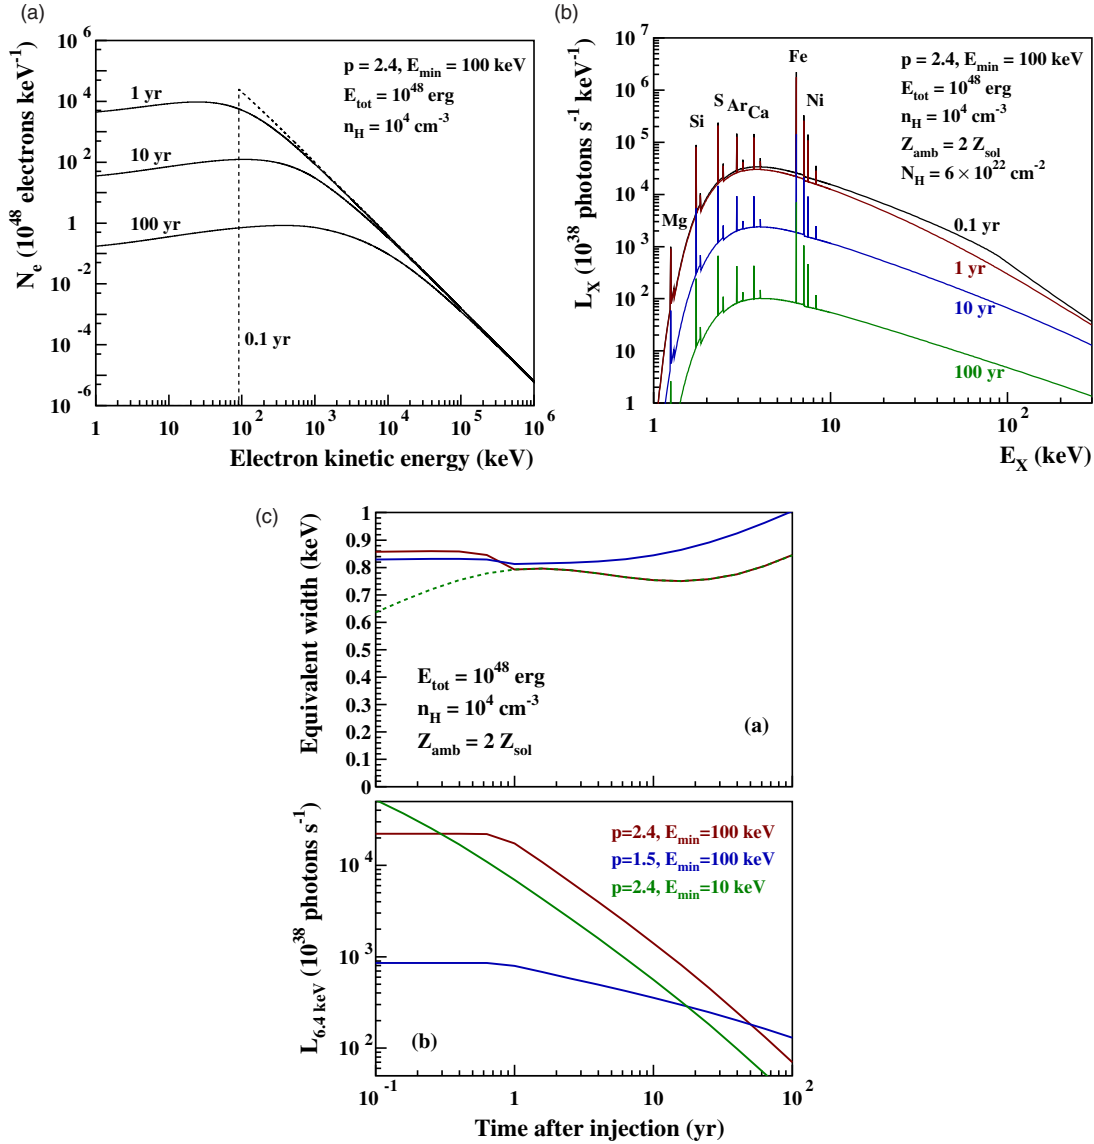 (a)
10^6
10^4
10^2
1
10^-2
10^-4
10^-6
N_e (10^48 electrons keV^-1)
p = 2.4, E_min = 100 keV
E_tot = 10^48 erg
n_H = 10^4 cm^-3
1 yr
10 yr
100 yr
0.1 yr
1 10 10^2 10^3 10^4 10^5 10^6
Electron kinetic energy (keV)
(b)
10^7
10^6
10^5
10^4
10^3
10^2
10
1
L_X (10^38 photons s^-1 keV^-1)
p = 2.4, E_min = 100 keV
E_tot = 10^48 erg
n_H = 10^4 cm^-3
Z_amb = 2 Z_sol
N_H = 6 × 10^22 cm^-2
Mg
Si
S
Ar
Ca
Fe
Ni
0.1 yr
1 yr
10 yr
100 yr
1 10 10^2
E_X (keV)
(c)
1
0.9
0.8
0.7
0.6
0.5
0.4
0.3
0.2
0.1
0
Equivalent width (keV)
E_tot = 10^48 erg
n_H = 10^4 cm^-3
Z_amb = 2 Z_sol
(a)
10^4
10^3
10^2
L_6.4 keV (10^38 photons s^-1)
p=2.4, E_min=100 keV
p=1.5, E_min=100 keV
p=2.4, E_min=10 keV
(b)
10^-1 1 10 10^2
Time after injection (yr)